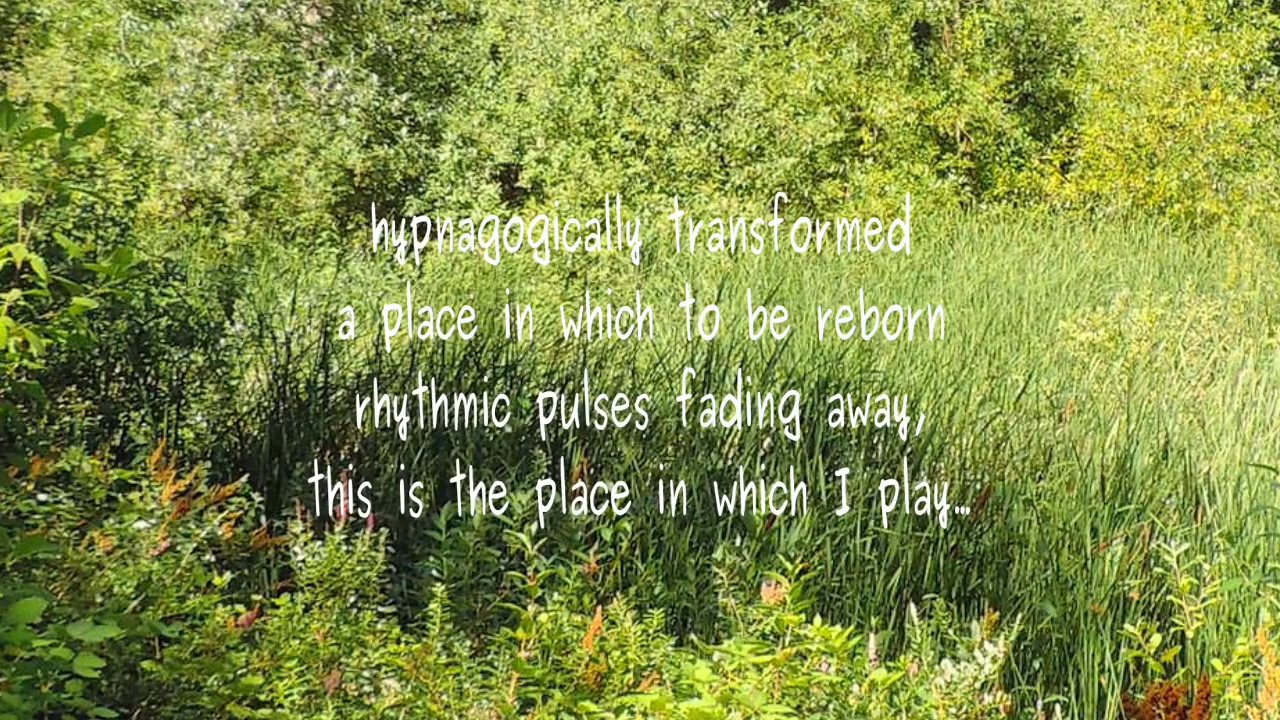 hypnagogically transformed
a place in which to be reborn
rhythmic pulses fading away,
this is the place in which I play...